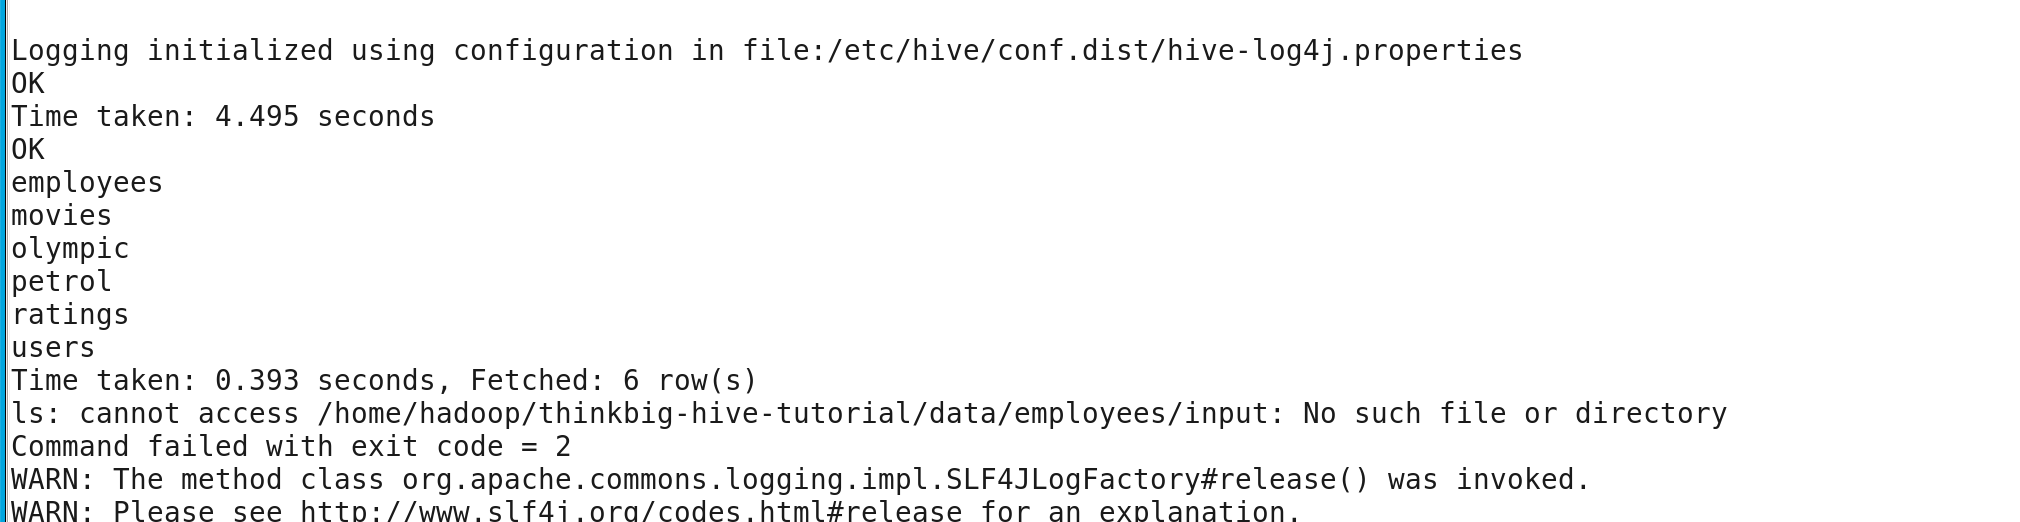 Logging initialized using configuration in file:/etc/hive/conf.dist/hive-log4j.properties
OK
Time taken: 4.495 seconds
OK
employees
movies
olympic
petrol
ratings
users
Time taken: 0.393 seconds, Fetched: 6 row(s)
ls: cannot access /home/hadoop/thinkbig-hive-tutorial/data/employees/input: No such file or directory
Command failed with exit code = 2
WARN: The method class org.apache.commons.logging.impl.SLF4JLogFactory#release() was invoked.
WARN: Please see http://www.slf4j.org/codes.html#release for an explanation.